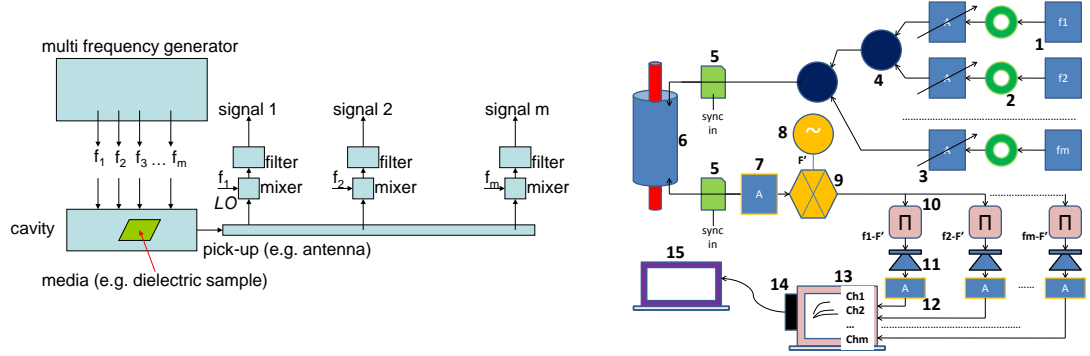 multi frequency generator
f1 f2 f3 ... fm
signal 1 signal 2 signal m
filter filter filter
f1 mixer f2 mixer fm mixer
LO
cavity
pick-up (e.g. antenna)
media (e.g. dielectric sample)
A f1
1
4
A 2 f2
5
sync
in
8
~
A fm
3
6
7
F'
5
A
9
sync
in
10
Π Π Π
f1-F' f2-F' fm-F'
11
15
14 13
A A ...... A
12
Ch1
Ch2
...
Chm